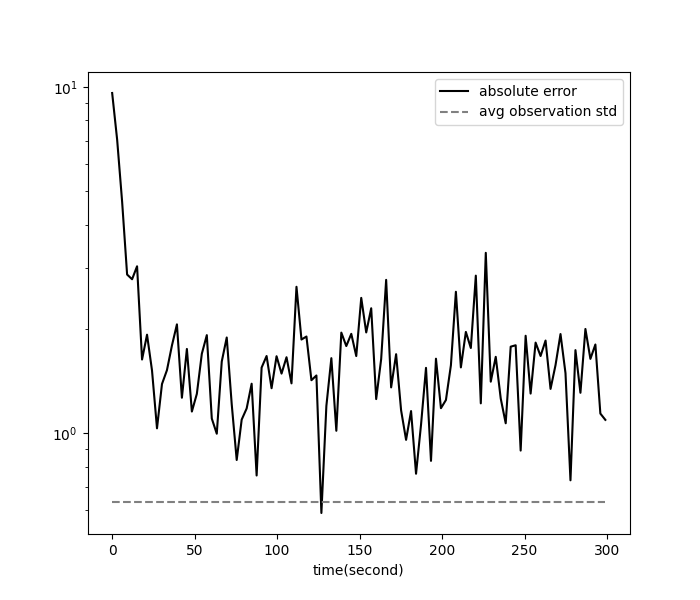 10¹
absolute error
avg observation std
10⁰
0 50 100 150 200 250 300
time(second)